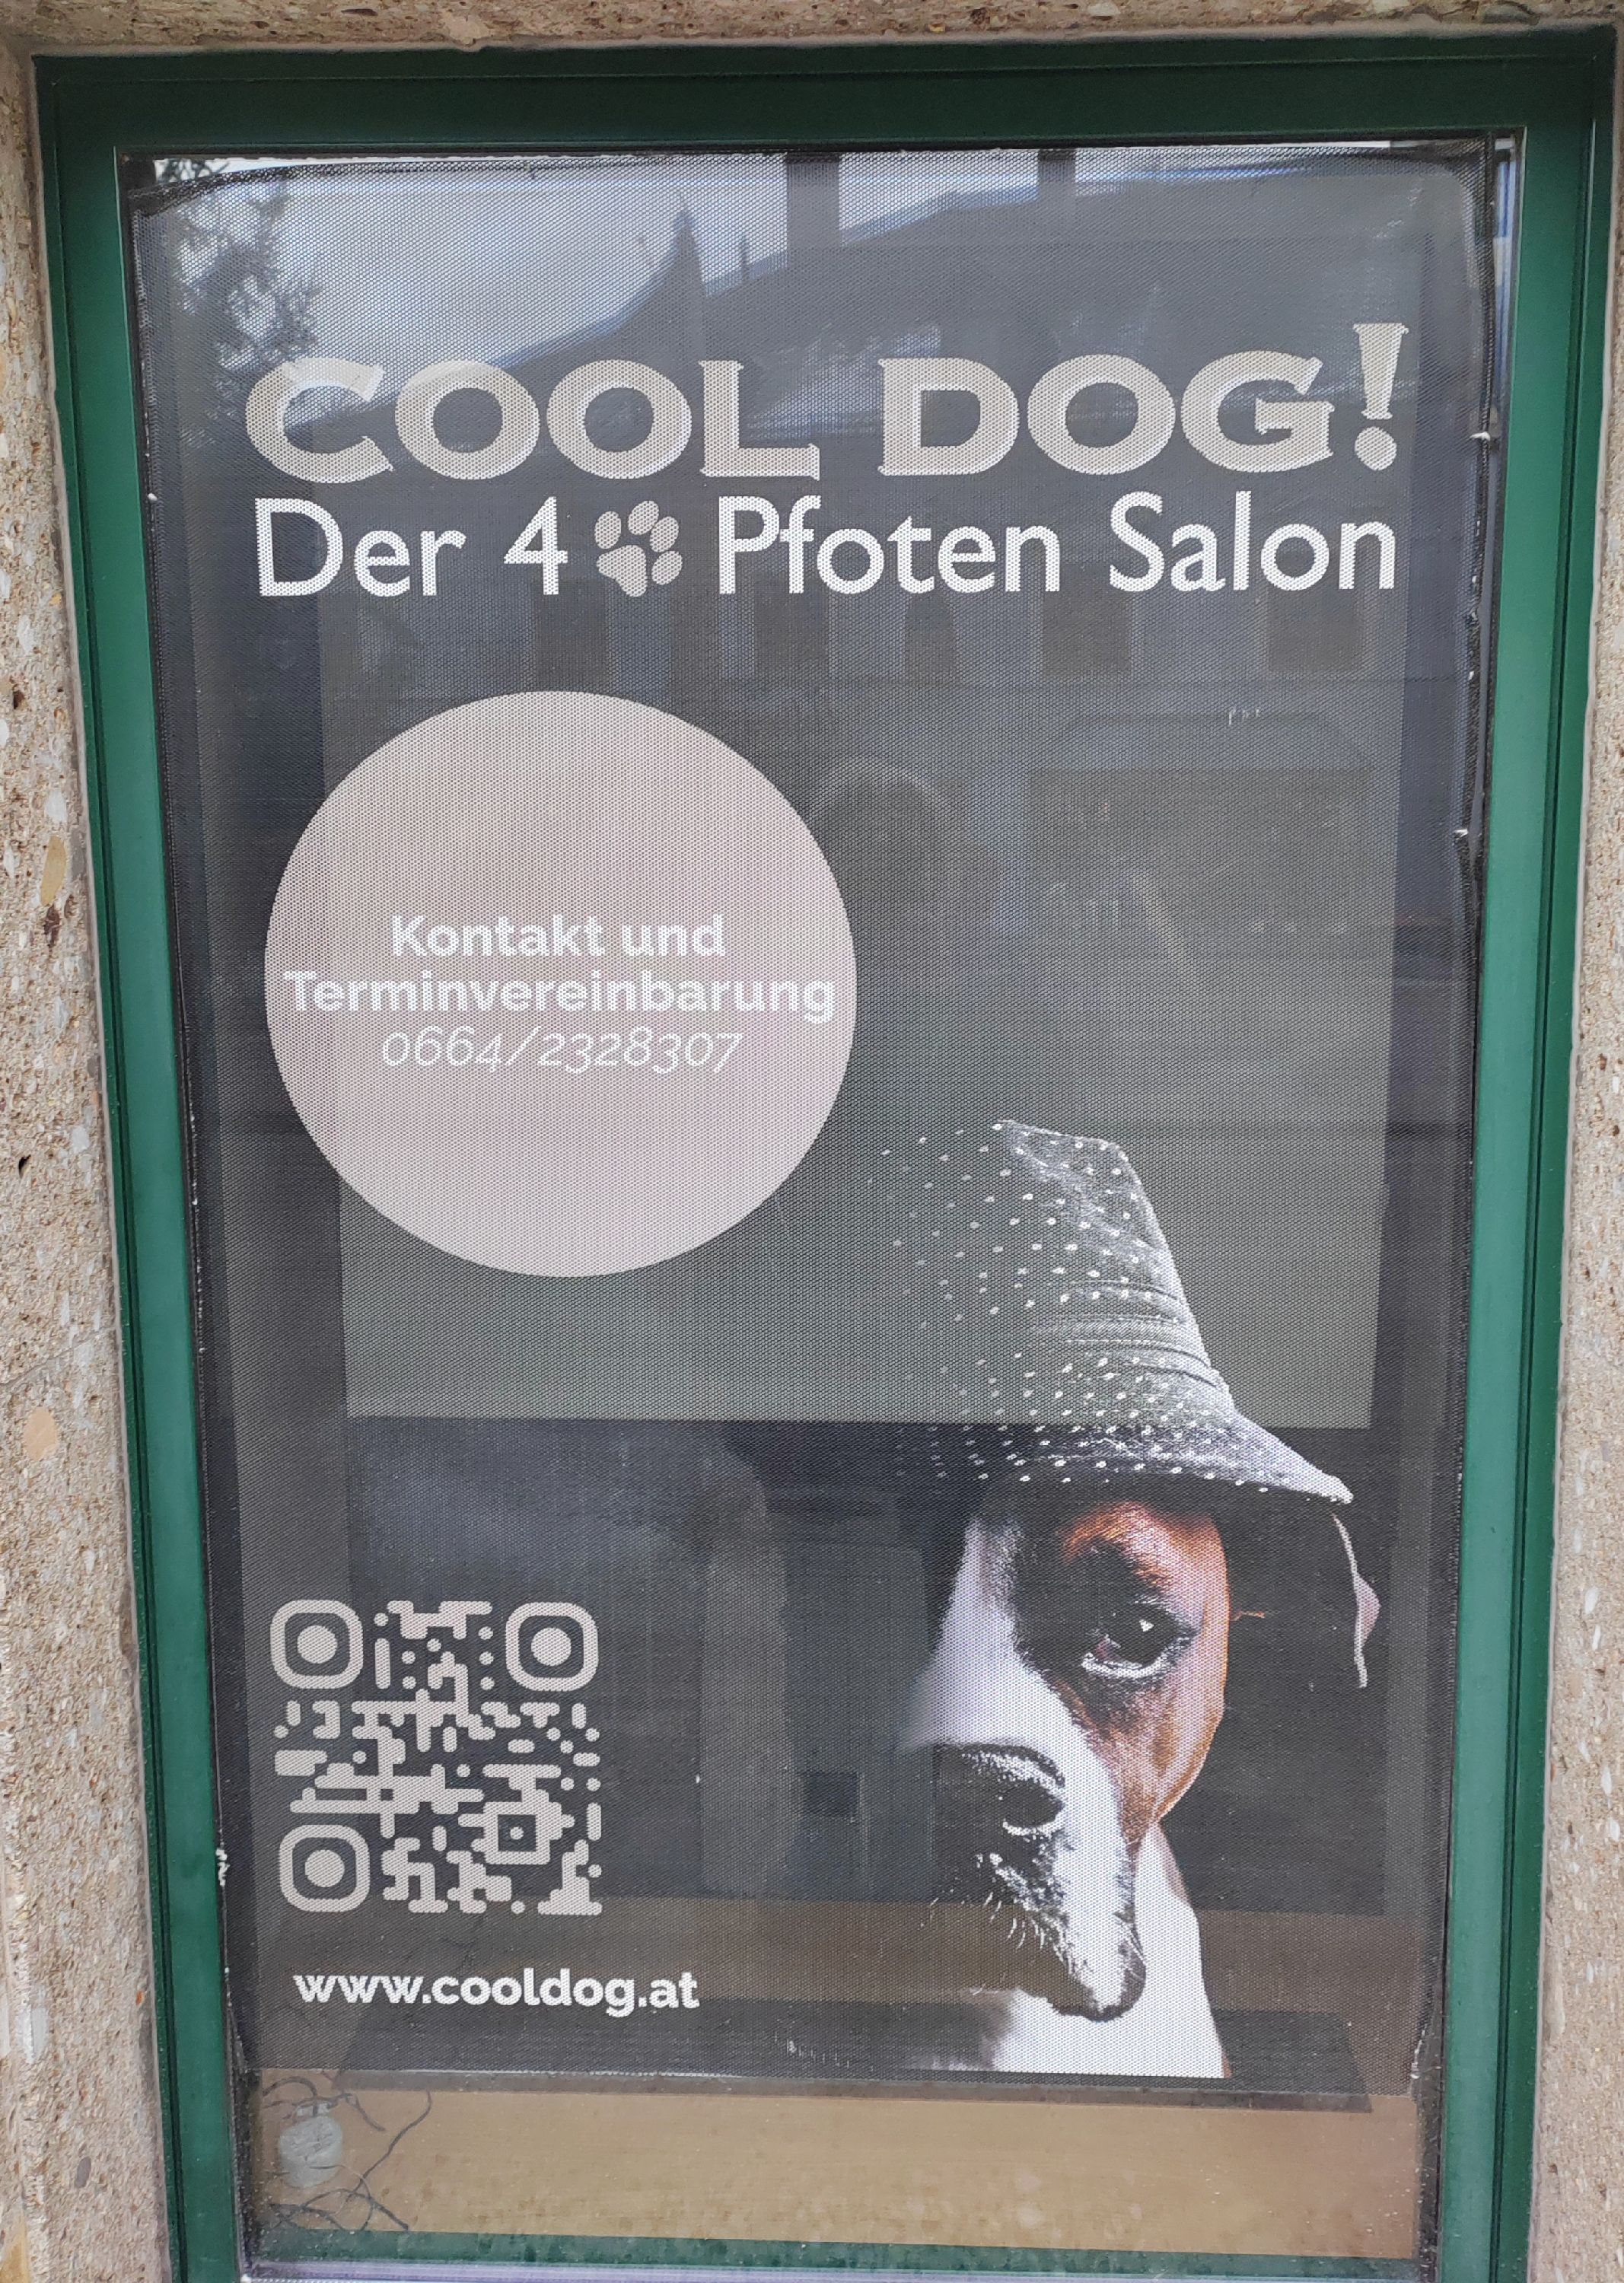 COOL DOG!
Der 4 Pfoten Salon
Kontakt und
Terminvereinbarung
0664/2328307
www.cooldog.at